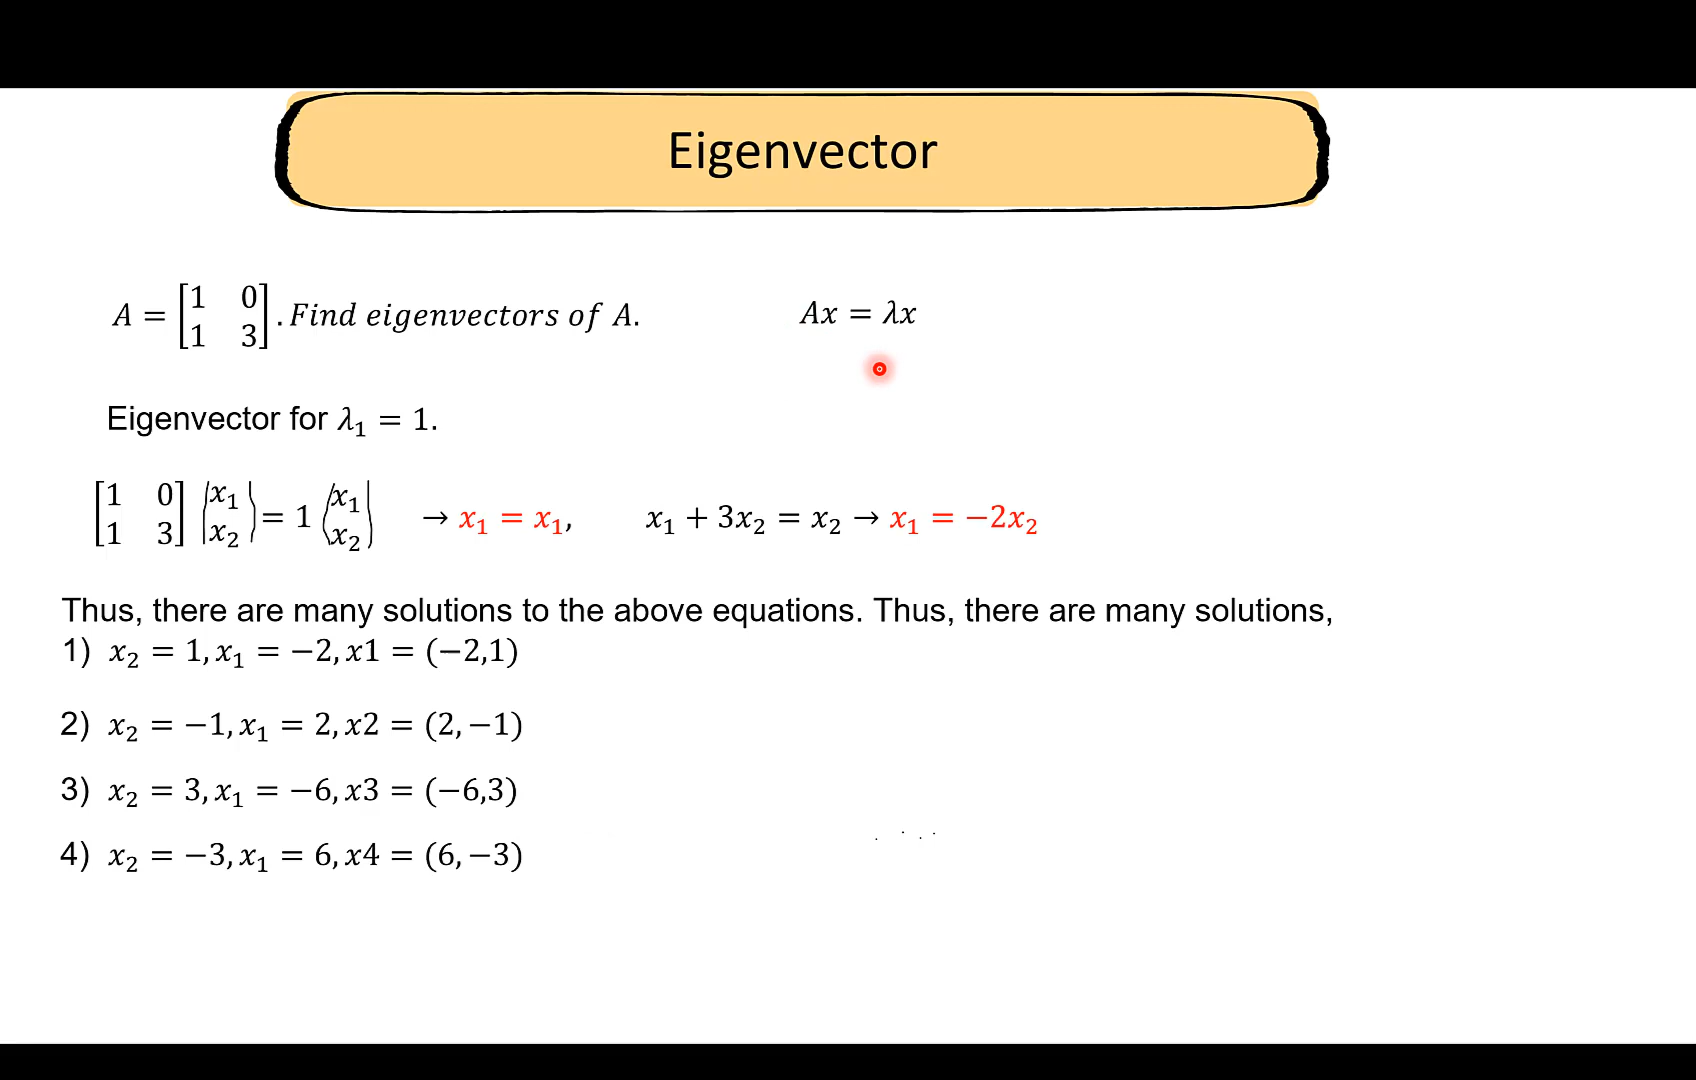 Eigenvector
A = [1 0; 1 3]. Find eigenvectors of A. Ax = λx
Eigenvector for λ₁ = 1.
[1 0; 1 3] (x₁; x₂) = 1 (x₁; x₂) → x₁ = x₁, x₁ + 3x₂ = x₂ → x₁ = −2x₂
Thus, there are many solutions to the above equations. Thus, there are many solutions,
1) x₂ = 1, x₁ = −2, x1 = (−2,1)
2) x₂ = −1, x₁ = 2, x2 = (2, −1)
3) x₂ = 3, x₁ = −6, x3 = (−6,3)
4) x₂ = −3, x₁ = 6, x4 = (6, −3)